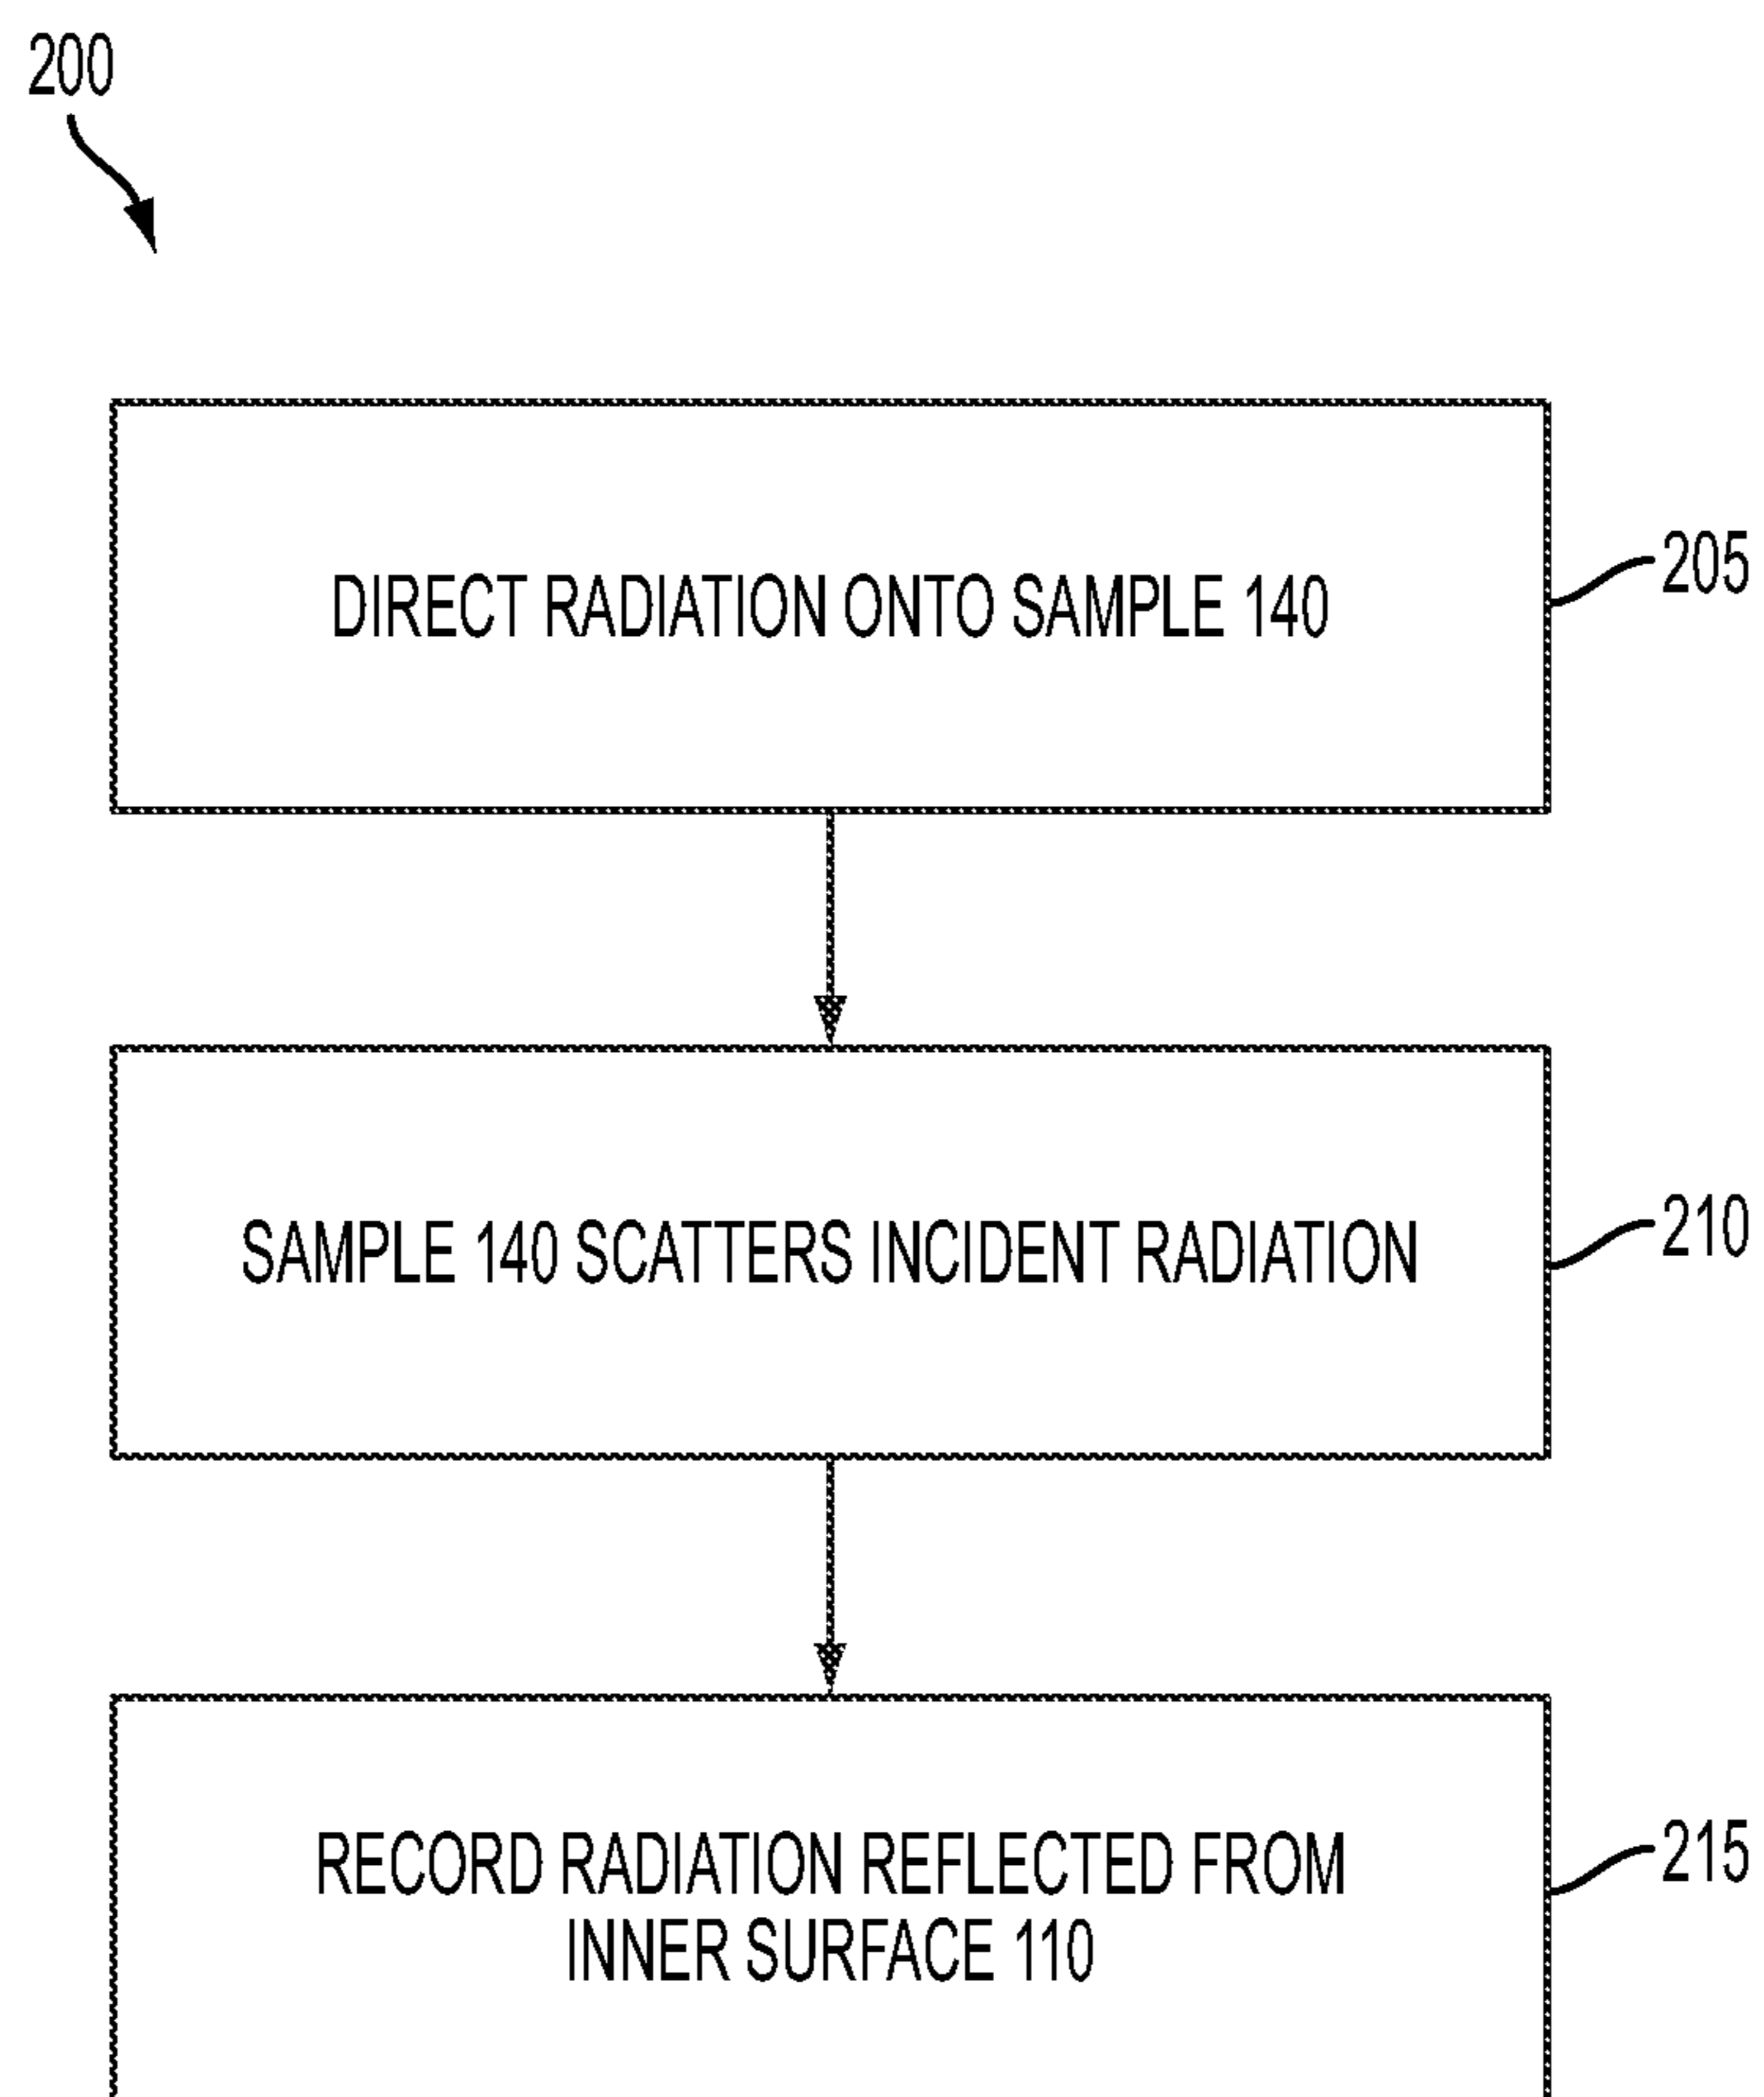 200
DIRECT RADIATION ONTO SAMPLE 140
205
SAMPLE 140 SCATTERS INCIDENT RADIATION
210
RECORD RADIATION REFLECTED FROM
INNER SURFACE 110
215